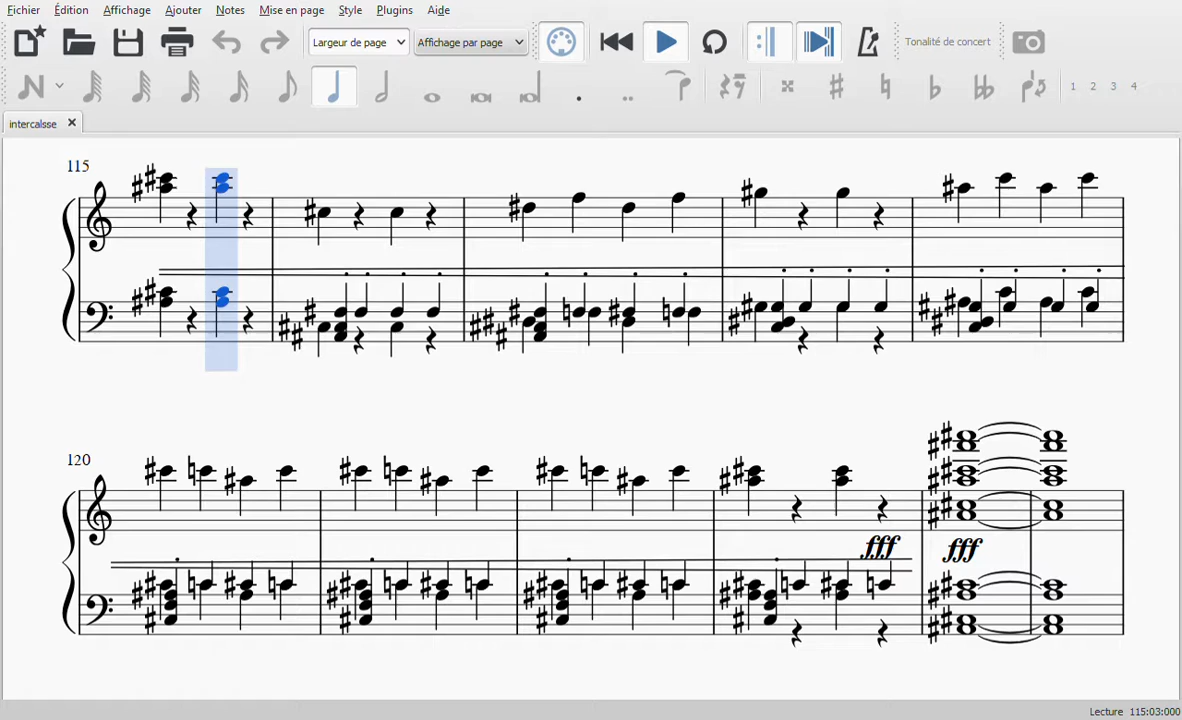 Fichier Édition Affichage Ajouter Notes Mise en page Style Plugins Aide
Largeur de page Affichage par page Tonalité de concert
1 2 3 4
intercalsse
115
120
fff fff
Lecture 115:03:000